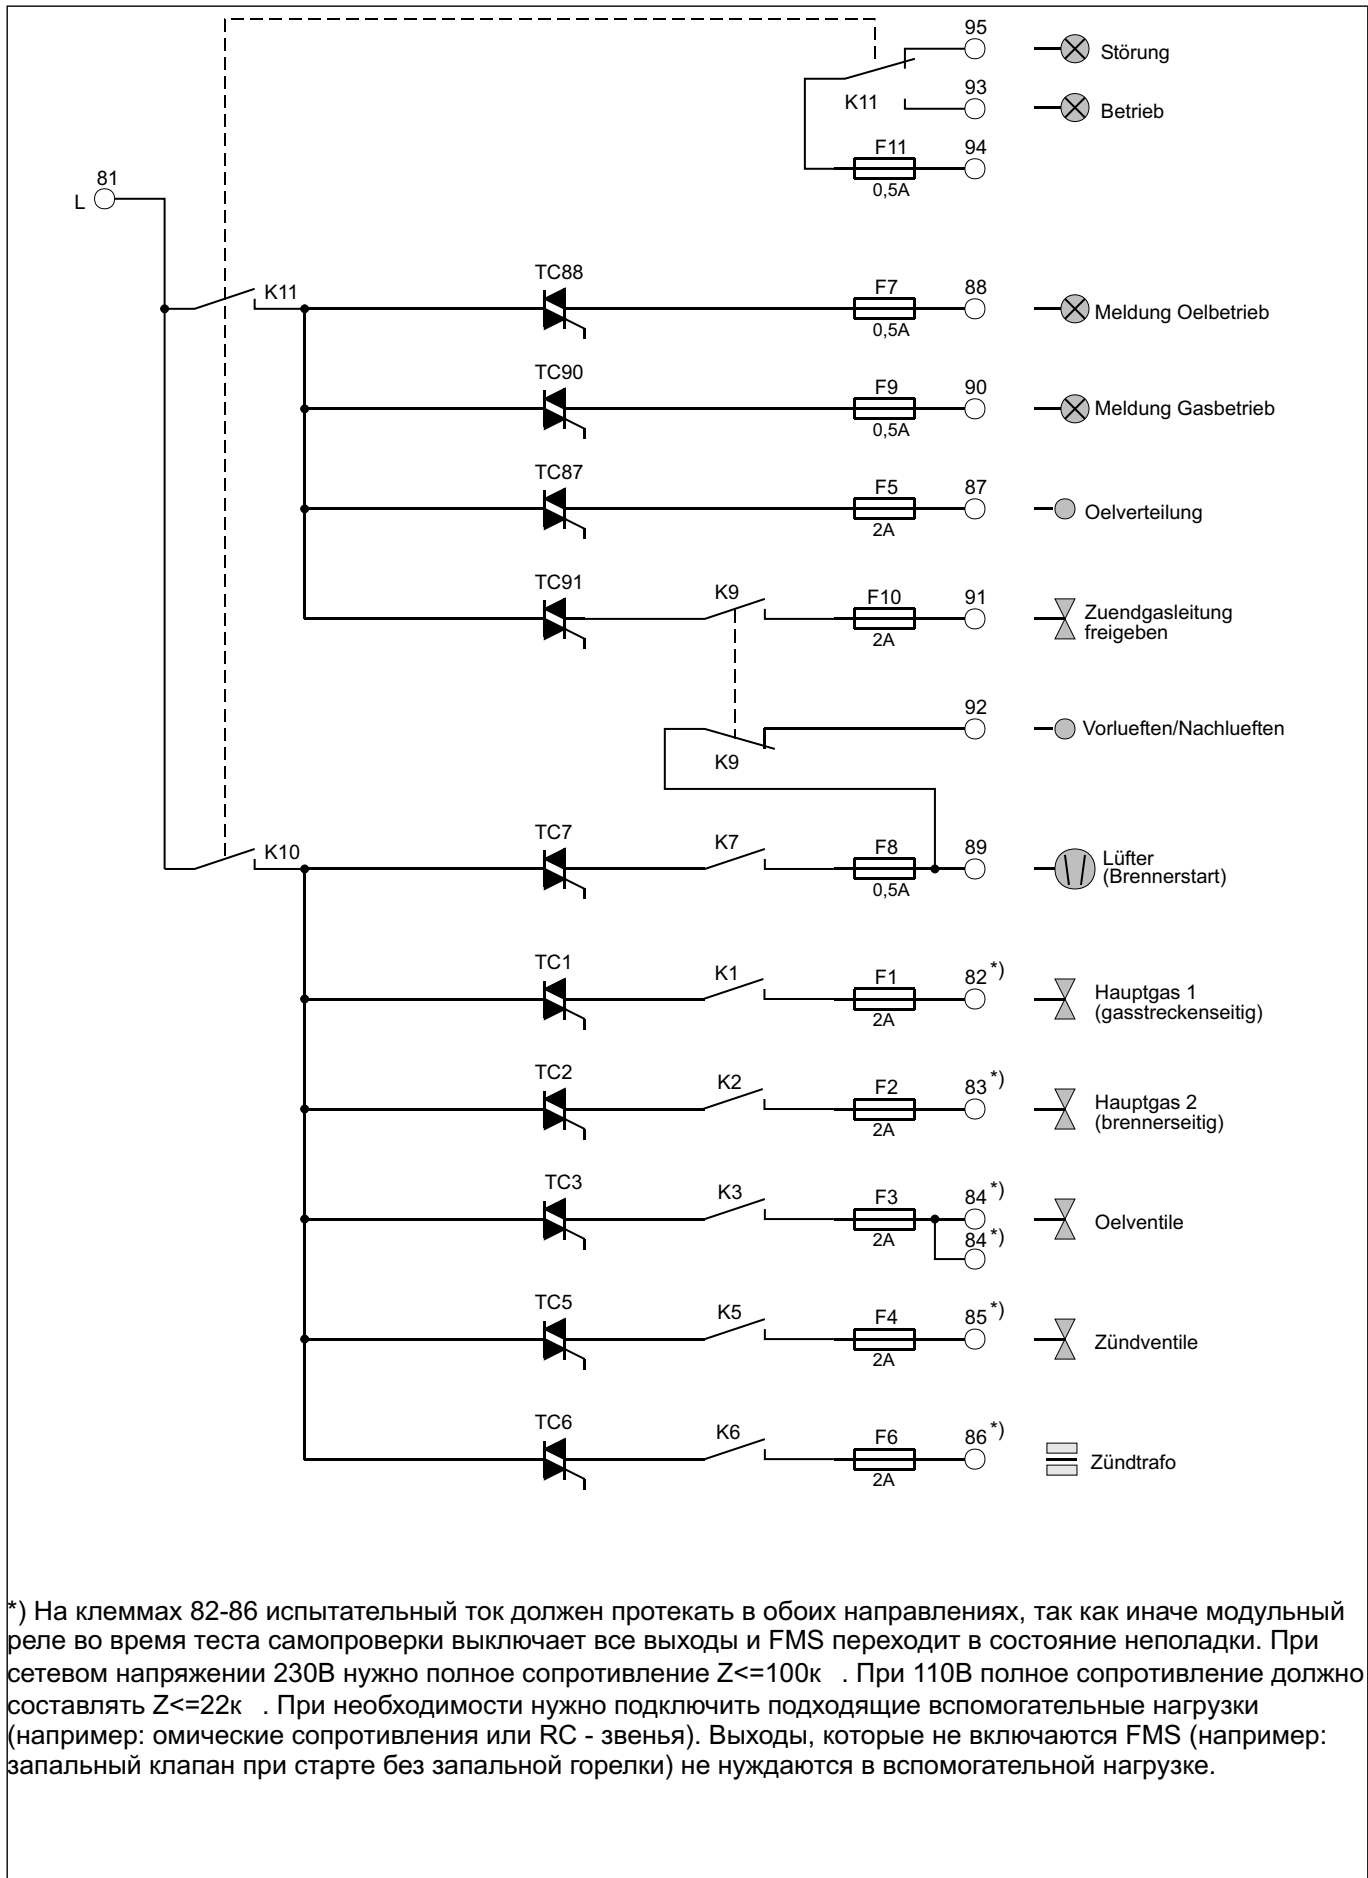 95
Störung
K11
93
Betrieb
F11
94
0,5A
81
L
TC88
K11
F7
88
Meldung Oelbetrieb
0,5A
TC90
F9
90
Meldung Gasbetrieb
0,5A
TC87
F5
87
Oelverteilung
2A
TC91
K9
F10
91
Zuendgasleitung
freigeben
2A
92
Vorlueften/Nachlueften
K9
K10
TC7
K7
F8
89
Lüfter
(Brennerstart)
0,5A
TC1
K1
F1
82 *)
Hauptgas 1
(gasstreckenseitig)
2A
TC2
K2
F2
83 *)
Hauptgas 2
(brennerseitig)
2A
TC3
K3
F3
84 *)
Oelventile
2A
84 *)
TC5
K5
F4
85 *)
Zündventile
2A
TC6
K6
F6
86 *)
Zündtrafo
2A
*) На клеммах 82-86 испытательный ток должен протекать в обоих направлениях, так как иначе модульный
реле во время теста самопроверки выключает все выходы и FMS переходит в состояние неполадки. При
сетевом напряжении 230В нужно полное сопротивление Z<=100к . При 110В полное сопротивление должно
составлять Z<=22к . При необходимости нужно подключить подходящие вспомогательные нагрузки
(например: омические сопротивления или RC - звенья). Выходы, которые не включаются FMS (например:
запальный клапан при старте без запальной горелки) не нуждаются в вспомогательной нагрузке.